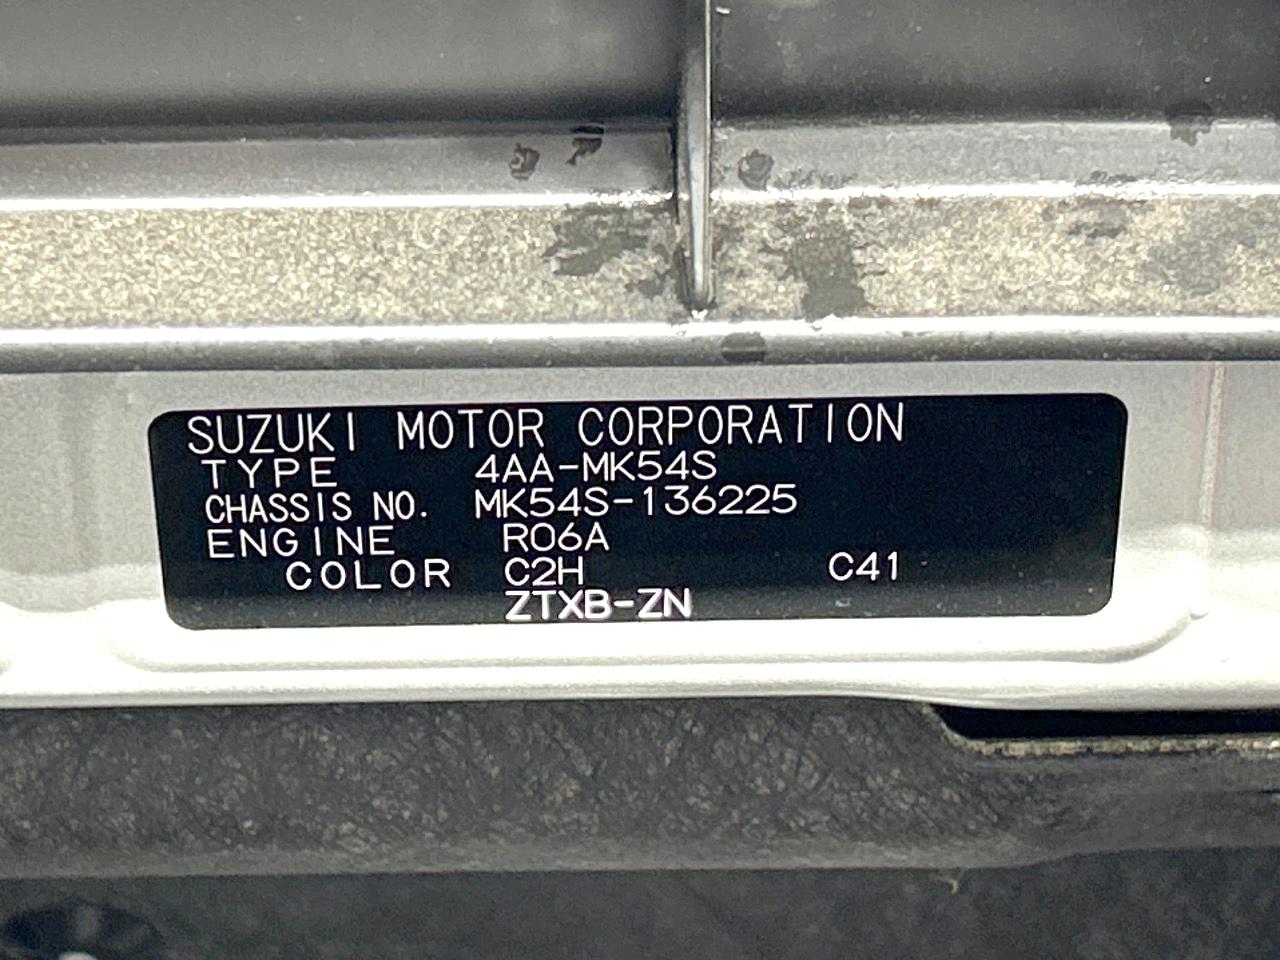 SUZUKI MOTOR CORPORATION
TYPE 4AA-MK54S
CHASSIS NO. MK54S-136225
ENGINE R06A
COLOR C2H C41
ZTXB-ZN